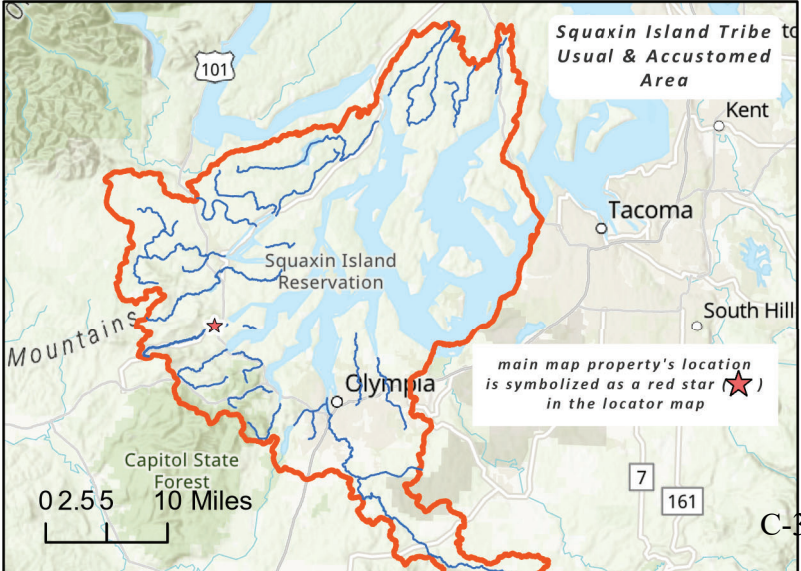 Squaxin Island Tribe
Usual & Accustomed
Area
to
101
Kent
Tacoma
Squaxin Island
Reservation
South Hill
Mountains
main map property's location
is symbolized as a red star ( )
in the locator map
Olympia
Capitol State
Forest
7
161
0 2.5 5 10 Miles